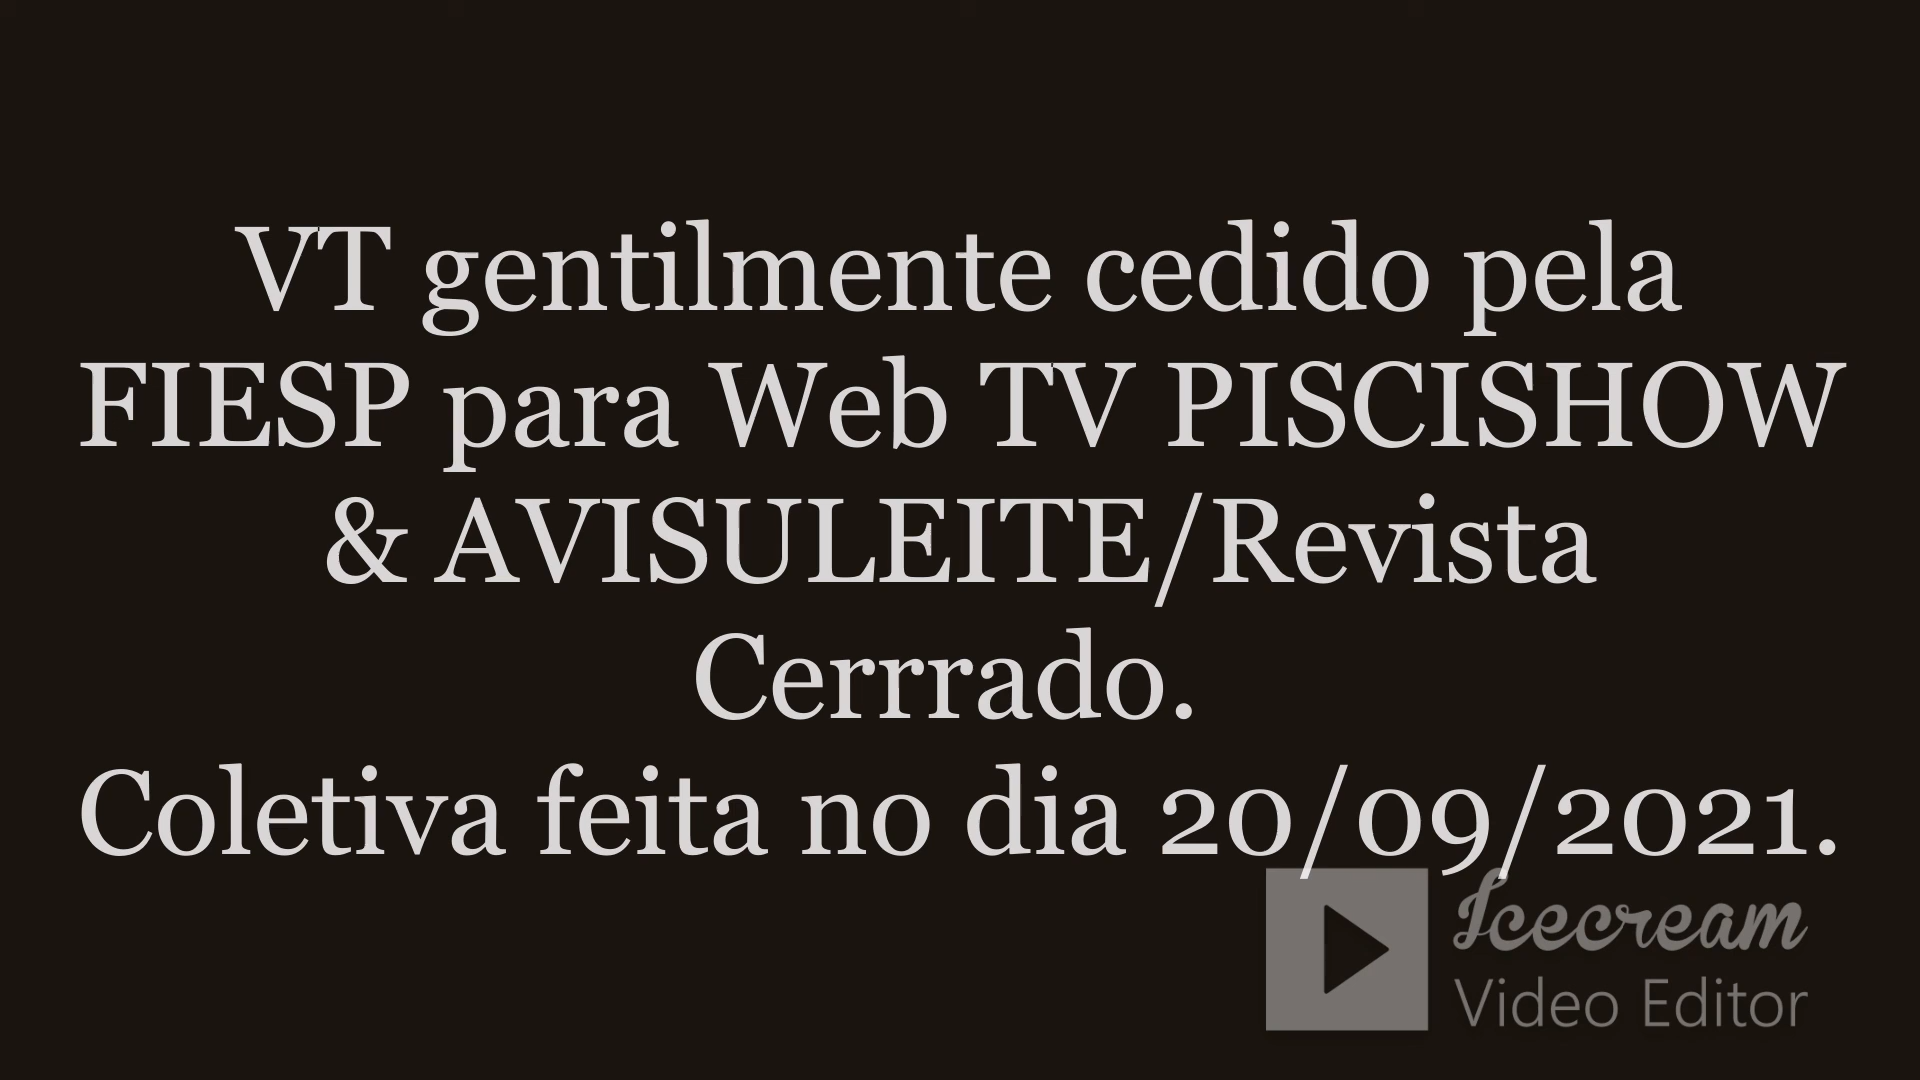 VT gentilmente cedido pela
FIESP para Web TV PISCISHOW
& AVISULEITE/Revista
Cerrrado.
Coletiva feita no dia 20/09/2021.
Icecream
Video Editor